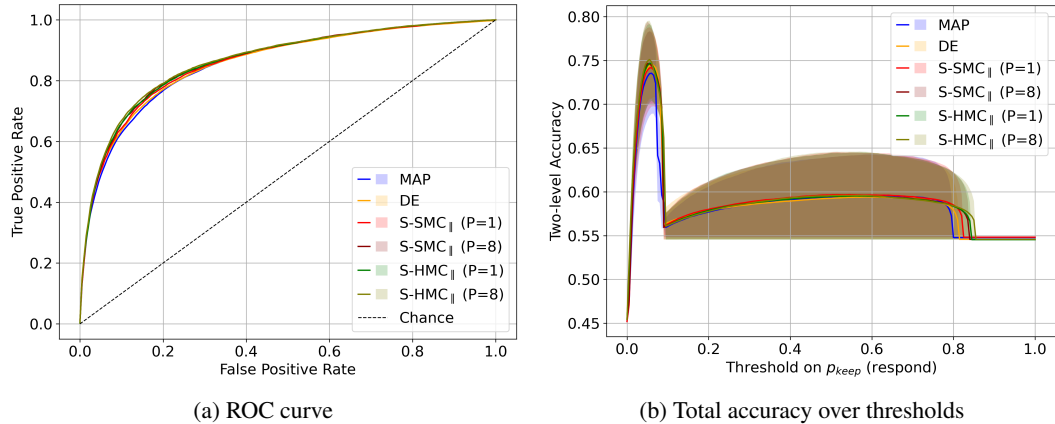 1.0
0.8
0.6
0.4
0.2
0.0
True Positive Rate
MAP
DE
S-SMC∥ (P=1)
S-SMC∥ (P=8)
S-HMC∥ (P=1)
S-HMC∥ (P=8)
Chance
0.0 0.2 0.4 0.6 0.8 1.0
False Positive Rate
(a) ROC curve
0.80
0.75
0.70
0.65
0.60
0.55
0.50
0.45
Two-level Accuracy
MAP
DE
S-SMC∥ (P=1)
S-SMC∥ (P=8)
S-HMC∥ (P=1)
S-HMC∥ (P=8)
0.0 0.2 0.4 0.6 0.8 1.0
Threshold on p_keep (respond)
(b) Total accuracy over thresholds